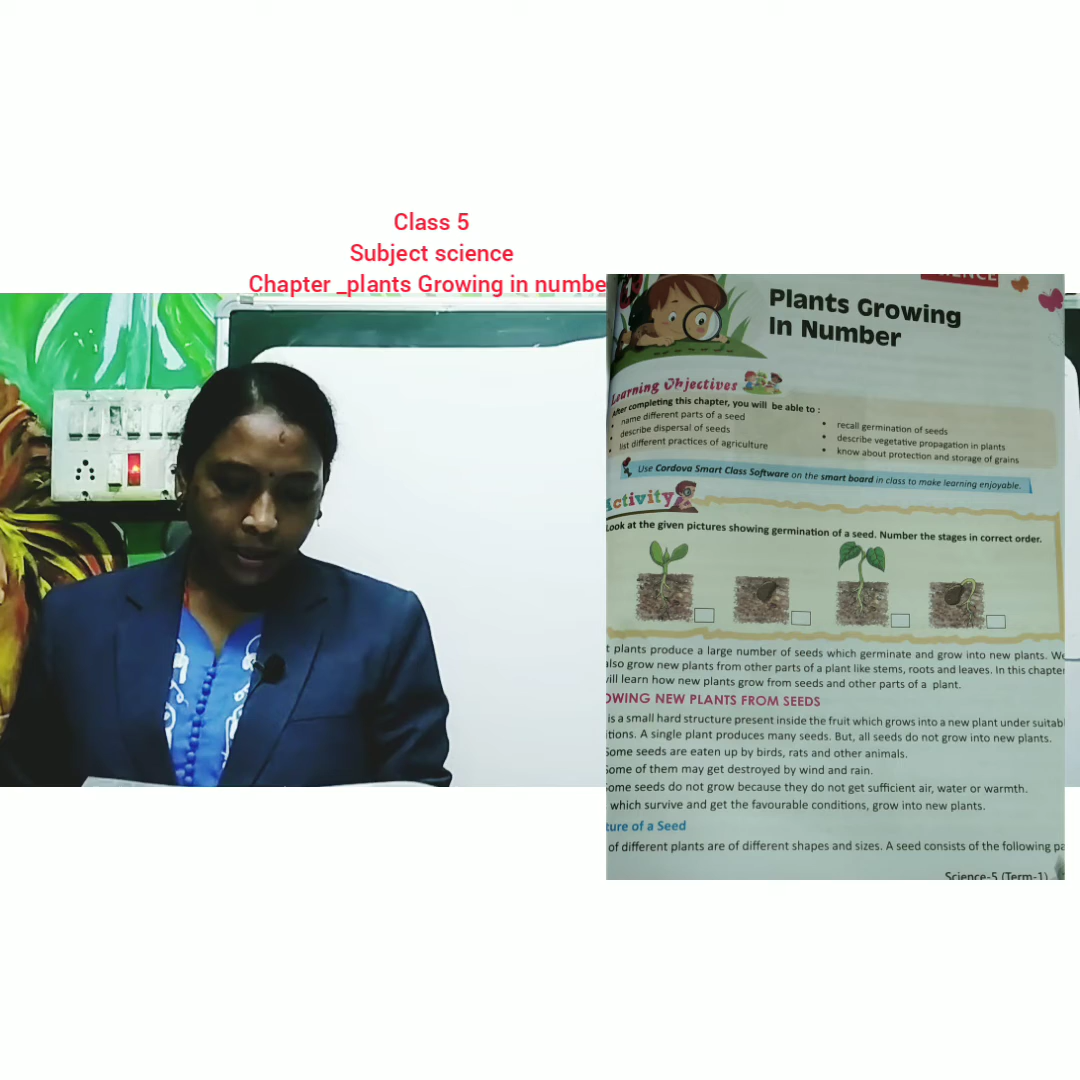 Class 5
Subject science
Chapter _plants Growing in numbe
Plants Growing
In Number
Learning Objectives
After completing this chapter, you will be able to :
• name different parts of a seed
• describe dispersal of seeds
• list different practices of agriculture
• recall germination of seeds
• describe vegetative propagation in plants
• know about protection and storage of grains
Use Cordova Smart Class Software on the smart board in class to make learning enjoyable.
Activity
Look at the given pictures showing germination of a seed. Number the stages in correct order.
t plants produce a large number of seeds which germinate and grow into new plants. We
also grow new plants from other parts of a plant like stems, roots and leaves. In this chapter
will learn how new plants grow from seeds and other parts of a plant.
OWING NEW PLANTS FROM SEEDS
is a small hard structure present inside the fruit which grows into a new plant under suitabl
itions. A single plant produces many seeds. But, all seeds do not grow into new plants.
Some seeds are eaten up by birds, rats and other animals.
Some of them may get destroyed by wind and rain.
Some seeds do not grow because they do not get sufficient air, water or warmth.
which survive and get the favourable conditions, grow into new plants.
ture of a Seed
of different plants are of different shapes and sizes. A seed consists of the following pa
Science-5 (Term-1)